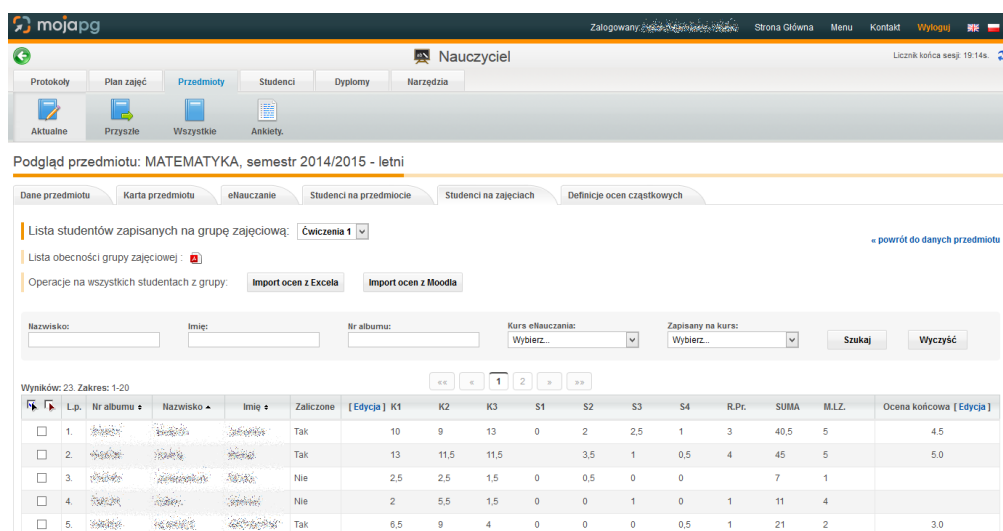 mojapg
Zalogowany: Strona Główna Menu Kontakt Wyloguj
Nauczyciel
Licznik końca sesji: 19:14s.
Protokoły Plan zajęć Przedmioty Studenci Dyplomy Narzędzia
Aktualne Przyszłe Wszystkie Ankiety.
Podgląd przedmiotu: MATEMATYKA, semestr 2014/2015 - letni
Dane przedmiotu Karta przedmiotu eNauczanie Studenci na przedmiocie Studenci na zajęciach Definicje ocen cząstkowych
Lista studentów zapisanych na grupę zajęciową: Ćwiczenia 1
« powrót do danych przedmiotu
Lista obecności grupy zajęciowej :
Operacje na wszystkich studentach z grupy: Import ocen z Excela Import ocen z Moodla
Nazwisko: Imię: Nr albumu: Kurs eNauczania: Zapisany na kurs:
Wybierz... Wybierz... Szukaj Wyczyść
Wyników: 23. Zakres: 1-20
«« « 1 2 » »»
L.p. Nr albumu Nazwisko Imię Zaliczone [ Edycja ] K1 K2 K3 S1 S2 S3 S4 R.Pr. SUMA M.I.Z. Ocena końcowa [ Edycja ]
1. Tak 10 9 13 0 2 2,5 1 3 40,5 5 4.5
2. Tak 13 11,5 11,5 3,5 1 0,5 4 45 5 5.0
3. Nie 2,5 2,5 1,5 0 0,5 0 0 7 1
4. Nie 2 5,5 1,5 0 0 1 0 1 11 4
5. Tak 6,5 9 4 0 0 0 0,5 1 21 2 3.0